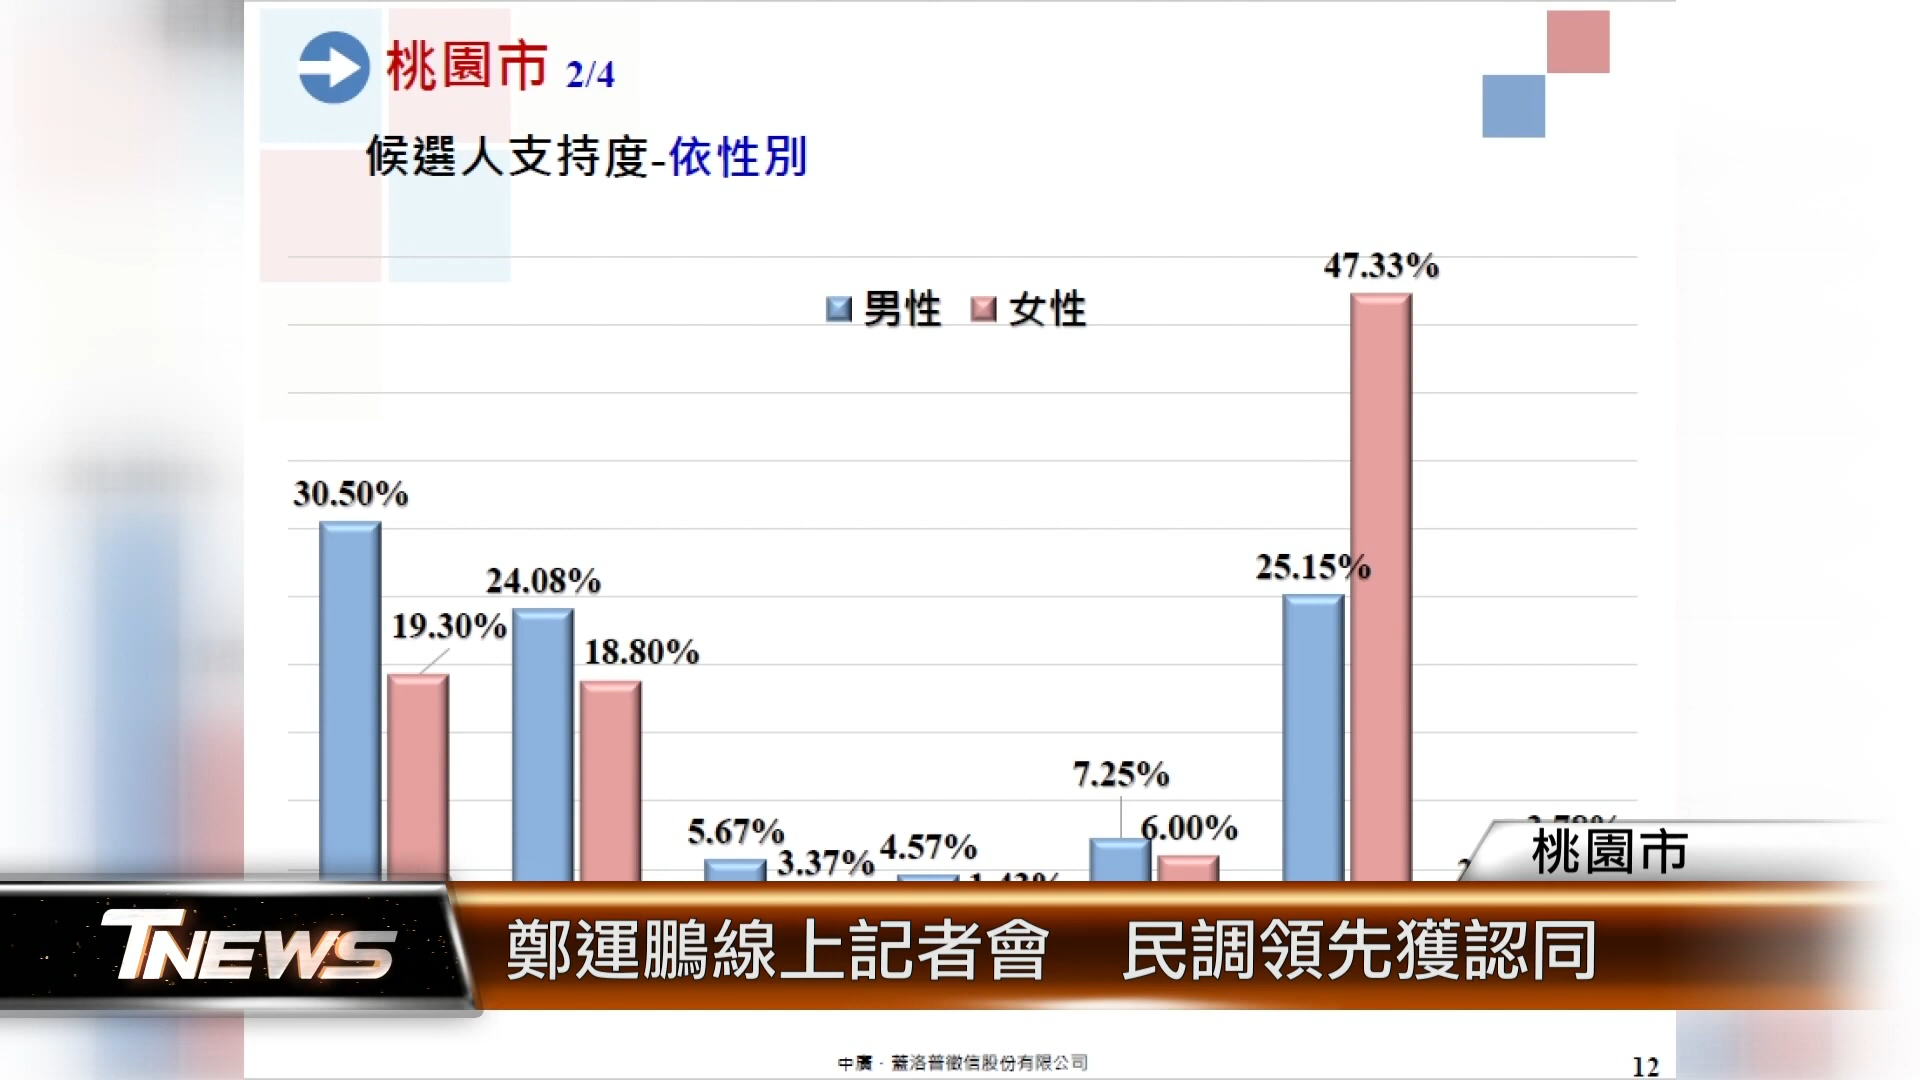 桃園市 2/4
候選人支持度-依性別
47.33%
男性 女性
30.50%
25.15%
24.08%
19.30%
18.80%
7.25%
5.67%
6.00%
4.57%
3.37%
桃園市
TNEWS
鄭運鵬線上記者會 民調領先獲認同
中廣·蓋洛普徵信股份有限公司
12